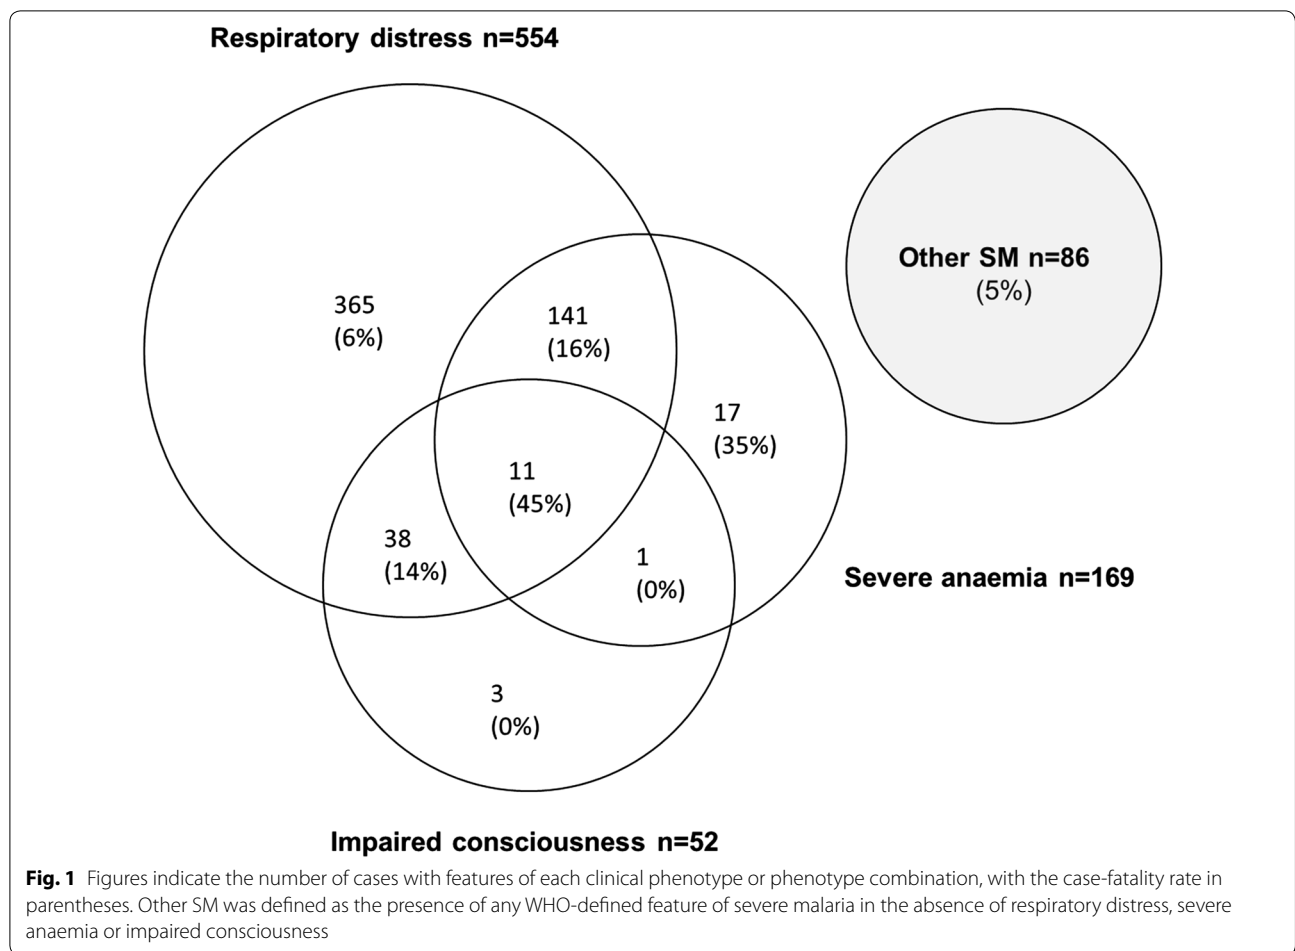 Respiratory distress n=554
Other SM n=86
(5%)
365
(6%)
141
(16%)
17
(35%)
11
(45%)
38
(14%)
1
(0%)
Severe anaemia n=169
3
(0%)
Impaired consciousness n=52
Fig. 1 Figures indicate the number of cases with features of each clinical phenotype or phenotype combination, with the case-fatality rate in
parentheses. Other SM was defined as the presence of any WHO-defined feature of severe malaria in the absence of respiratory distress, severe
anaemia or impaired consciousness